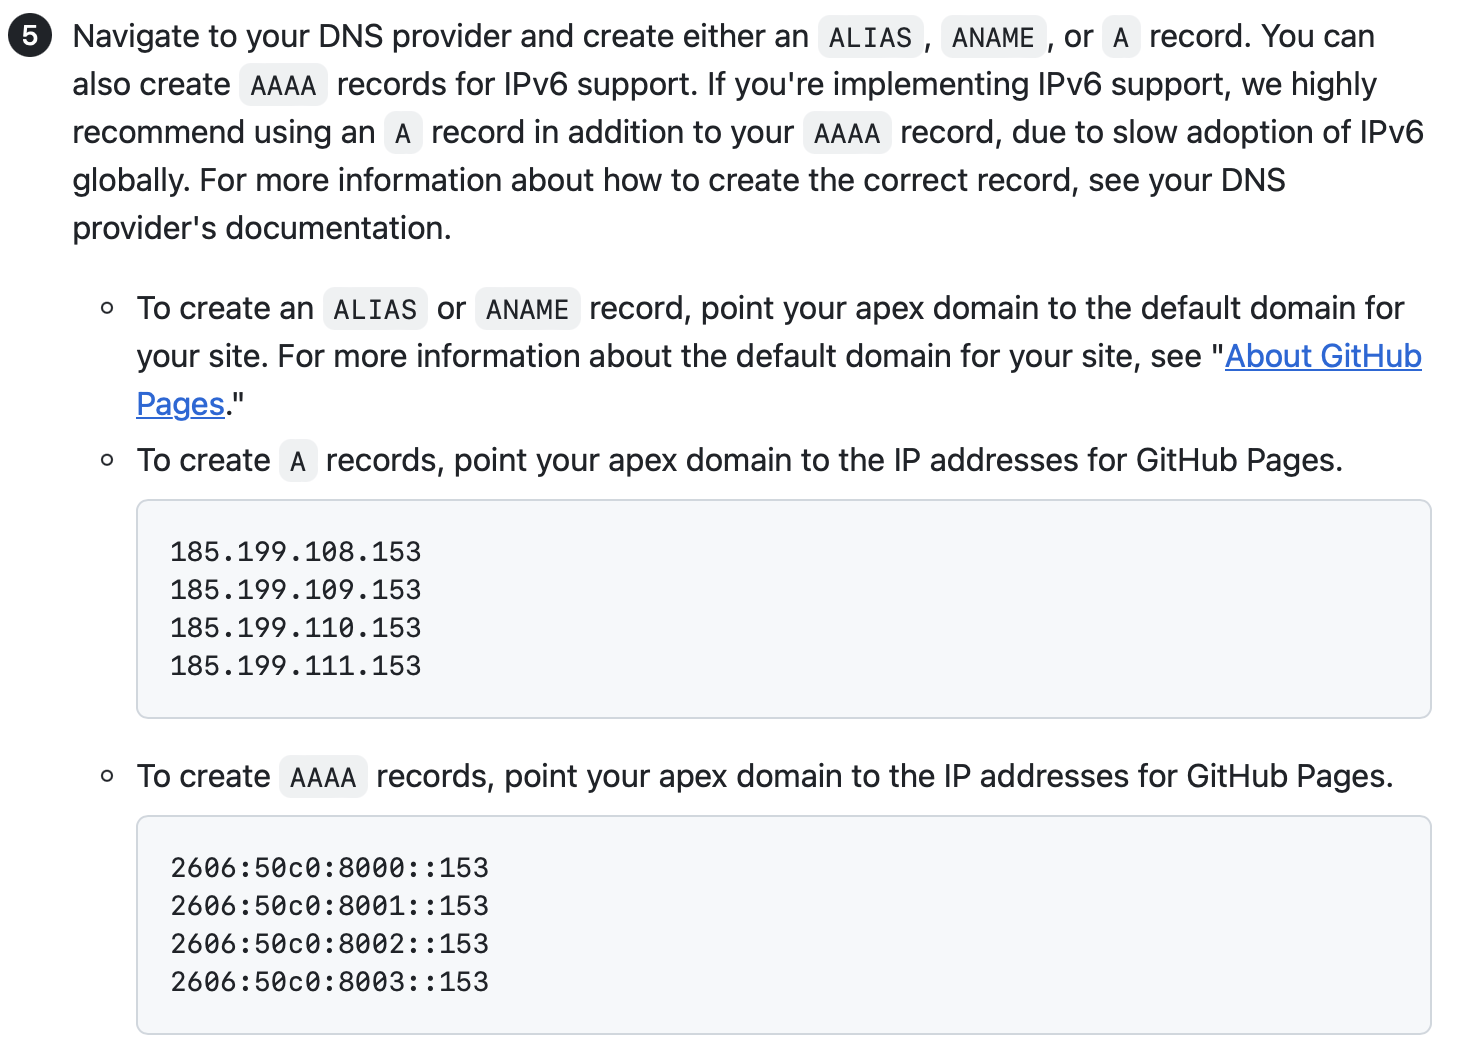 5 Navigate to your DNS provider and create either an ALIAS, ANAME, or A record. You can
also create AAAA records for IPv6 support. If you're implementing IPv6 support, we highly
recommend using an A record in addition to your AAAA record, due to slow adoption of IPv6
globally. For more information about how to create the correct record, see your DNS
provider's documentation.
To create an ALIAS or ANAME record, point your apex domain to the default domain for
your site. For more information about the default domain for your site, see "About GitHub
Pages."
To create A records, point your apex domain to the IP addresses for GitHub Pages.
185.199.108.153
185.199.109.153
185.199.110.153
185.199.111.153
To create AAAA records, point your apex domain to the IP addresses for GitHub Pages.
2606:50c0:8000::153
2606:50c0:8001::153
2606:50c0:8002::153
2606:50c0:8003::153